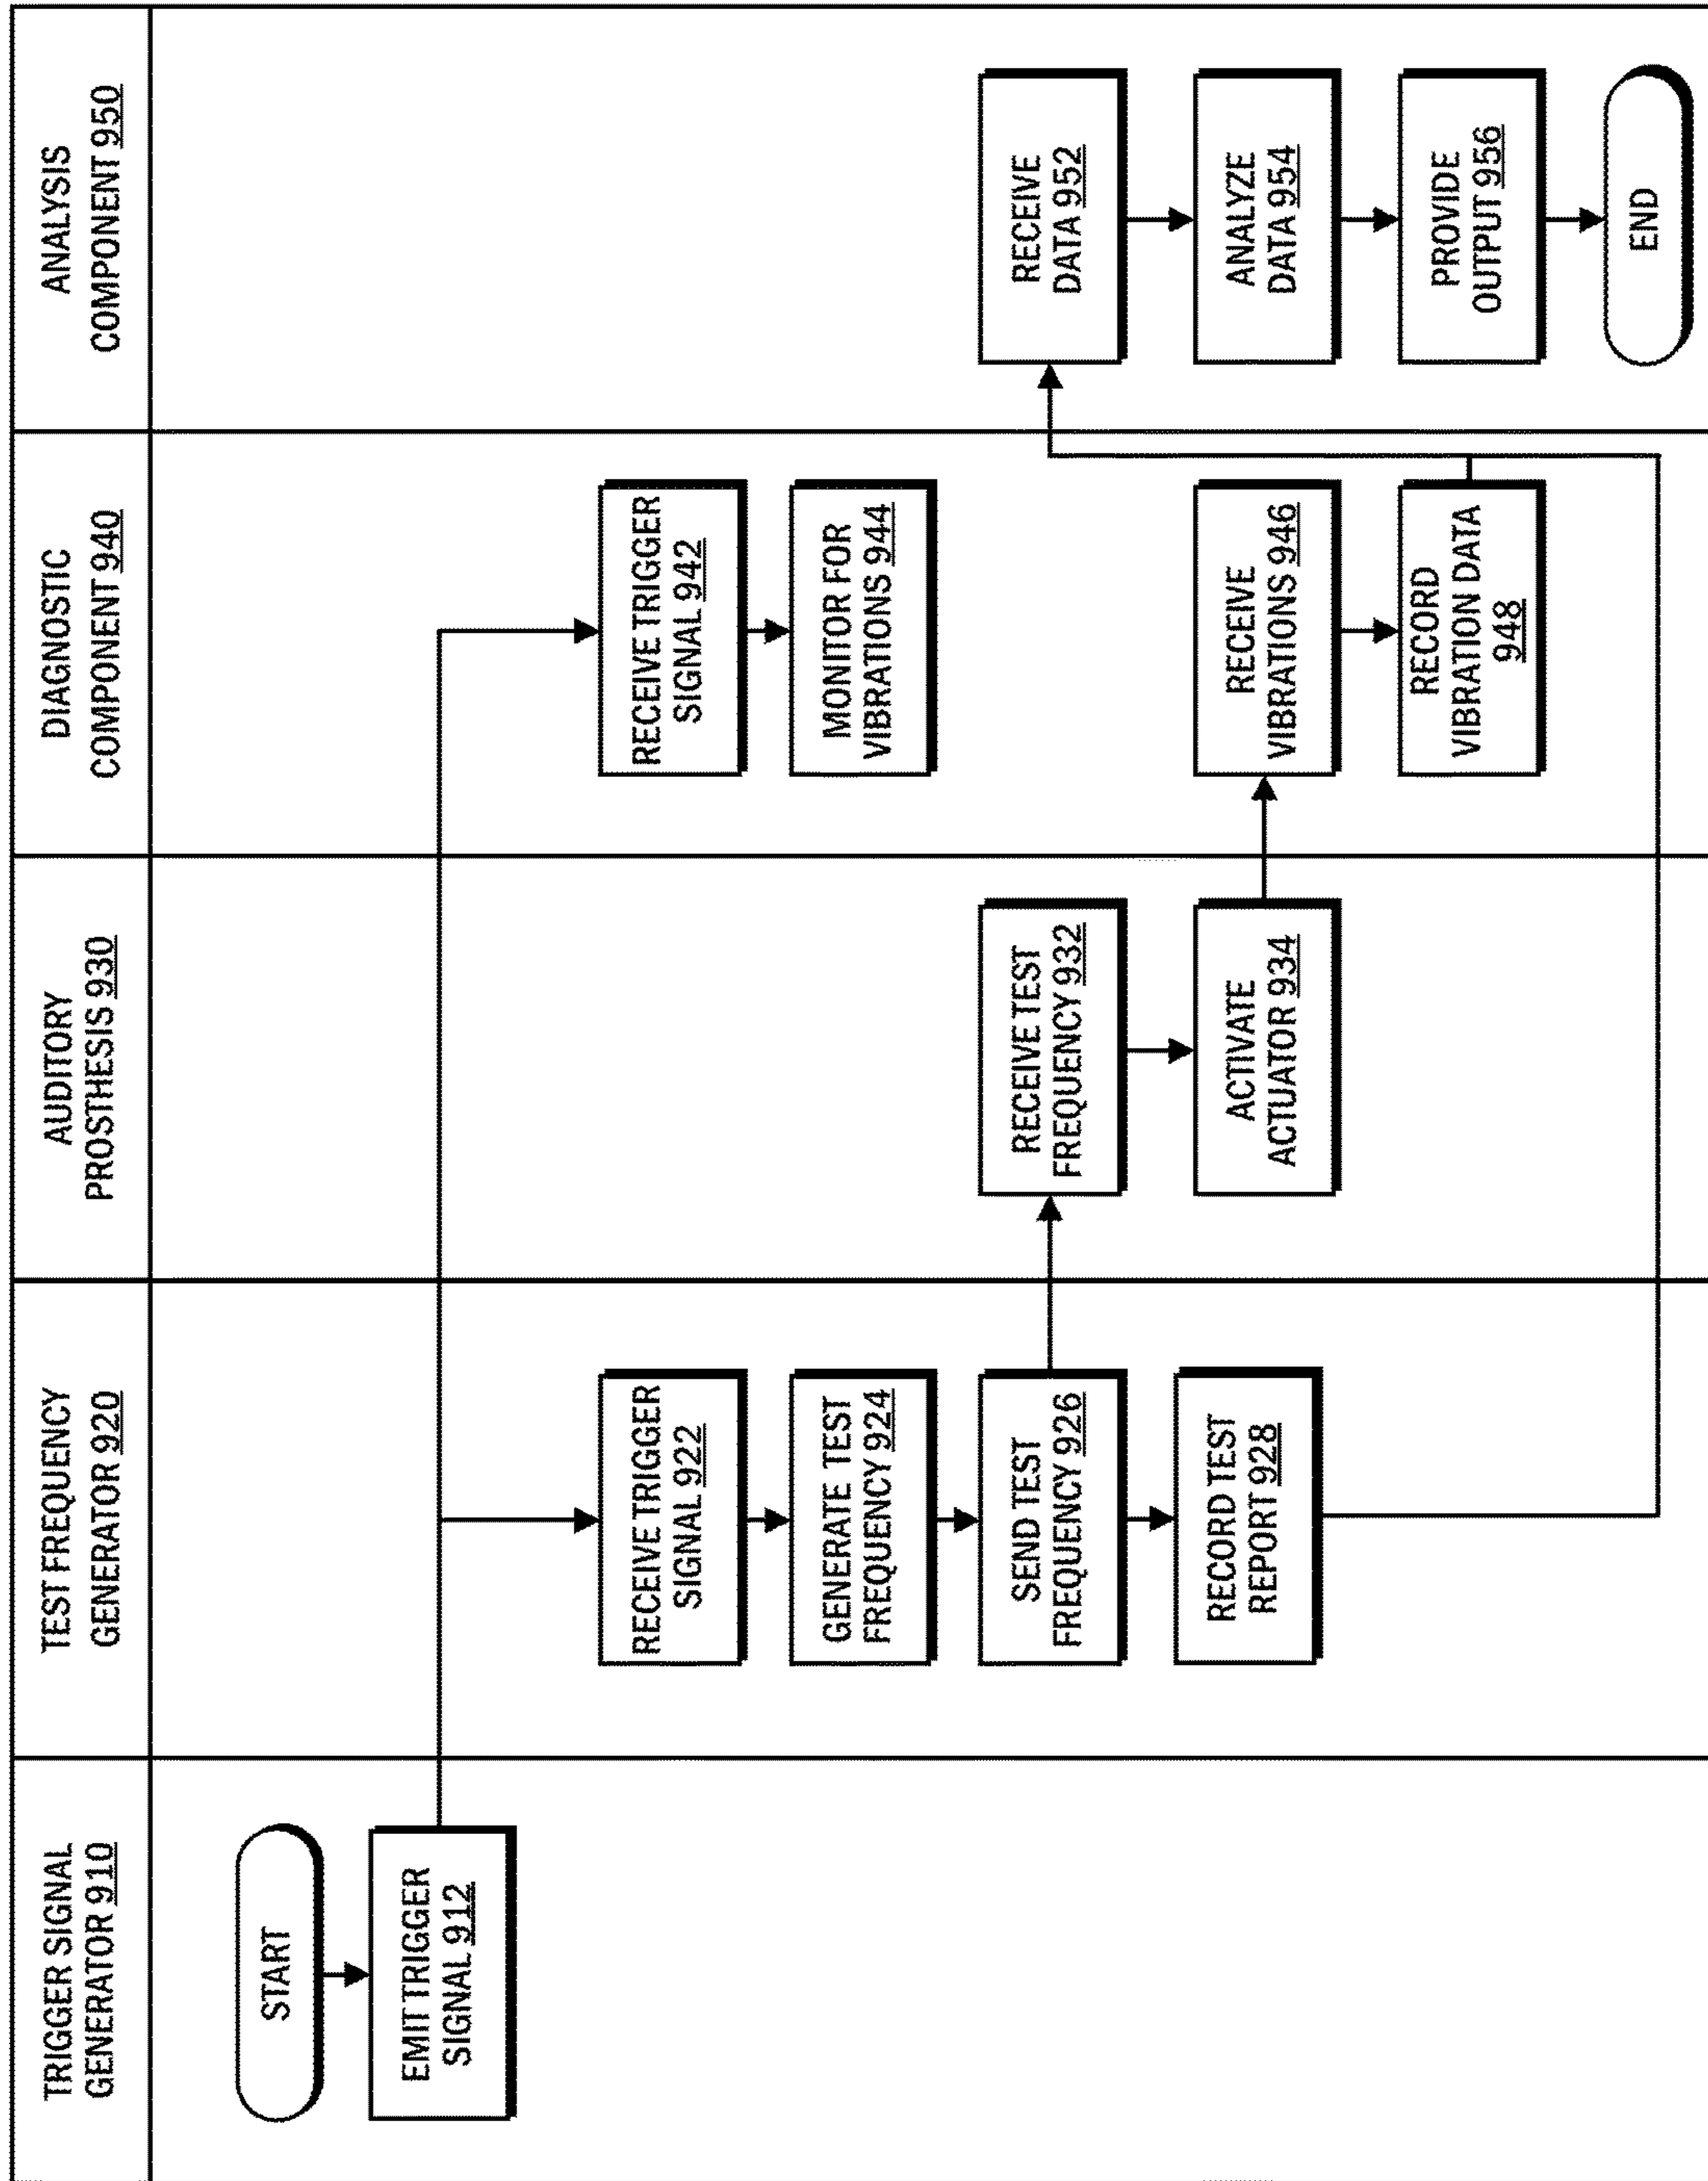 TRIGGER SIGNAL
GENERATOR 910
TEST FREQUENCY
GENERATOR 920
AUDITORY
PROSTHESIS 930
DIAGNOSTIC
COMPONENT 940
ANALYSIS
COMPONENT 950
START
EMIT TRIGGER
SIGNAL 912
RECEIVE TRIGGER
SIGNAL 922
GENERATE TEST
FREQUENCY 924
SEND TEST
FREQUENCY 926
RECORD TEST
REPORT 928
RECEIVE TEST
FREQUENCY 932
ACTIVATE
ACTUATOR 934
RECEIVE TRIGGER
SIGNAL 942
MONITOR FOR
VIBRATIONS 944
RECEIVE
VIBRATIONS 946
RECORD
VIBRATION DATA
948
RECEIVE
DATA 952
ANALYZE
DATA 954
PROVIDE
OUTPUT 956
END